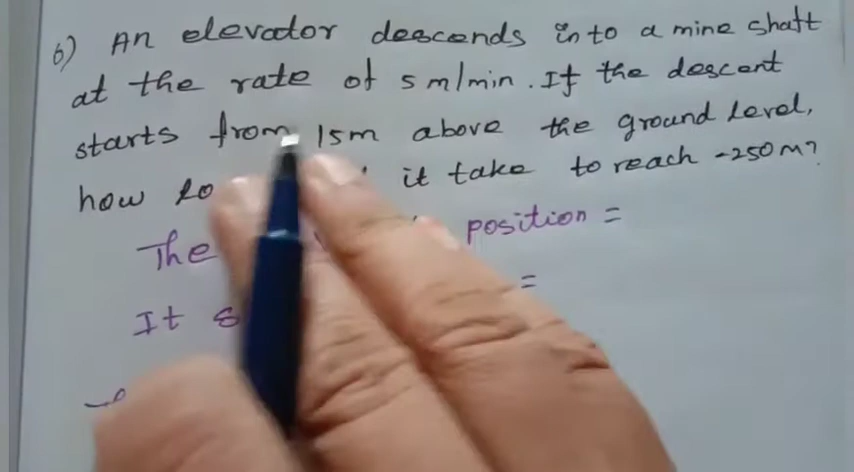 6) An elevator descends into a mine shaft
at the rate of 5 m/min. If the descent
starts from 15m above the ground level,
how it take to reach -250m?
The position =
It =